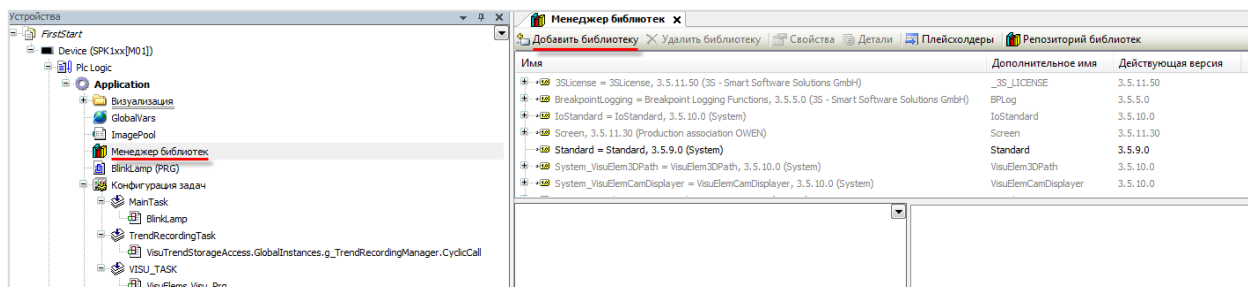 Устройства
FirstStart
Device (SPK1xx[M01])
Plc Logic
Application
Визуализация
GlobalVars
ImagePool
Менеджер библиотек
BlinkLamp (PRG)
Конфигурация задач
MainTask
BlinkLamp
TrendRecordingTask
VisuTrendStorageAccess.GlobalInstances.g_TrendRecordingManager.CyclicCall
VISU_TASK
VisuElems.Visu_Prg
Менеджер библиотек
Добавить библиотеку Удалить библиотеку Свойства Детали Плейсхолдеры Репозиторий библиотек
Имя Дополнительное имя Действующая версия
3SLicense = 3SLicense, 3.5.11.50 (3S - Smart Software Solutions GmbH) _3S_LICENSE 3.5.11.50
BreakpointLogging = Breakpoint Logging Functions, 3.5.5.0 (3S - Smart Software Solutions GmbH) BPLog 3.5.5.0
IoStandard = IoStandard, 3.5.10.0 (System) IoStandard 3.5.10.0
Screen, 3.5.11.30 (Production association OWEN) Screen 3.5.11.30
Standard = Standard, 3.5.9.0 (System) Standard 3.5.9.0
System_VisuElem3DPath = VisuElem3DPath, 3.5.10.0 (System) VisuElem3DPath 3.5.10.0
System_VisuElemCamDisplayer = VisuElemCamDisplayer, 3.5.10.0 (System) VisuElemCamDisplayer 3.5.10.0